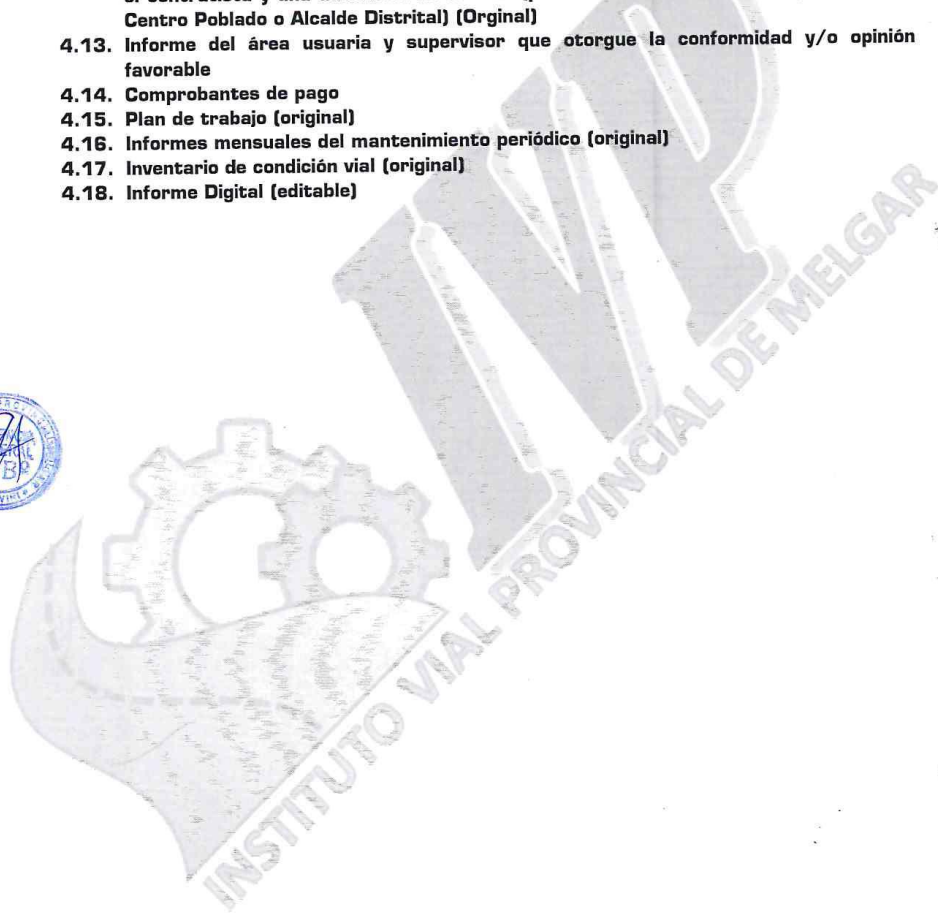 Centro Poblado o Alcalde Distrital) (Orginal)
4.13. Informe del área usuaria y supervisor que otorgue la conformidad y/o opinión
favorable
4.14. Comprobantes de pago
4.15. Plan de trabajo (original)
4.16. Informes mensuales del mantenimiento periódico (original)
4.17. Inventario de condición vial (original)
4.18. Informe Digital (editable)
IVP
INSTITUTO VIAL PROVINCIAL DE MELGAR